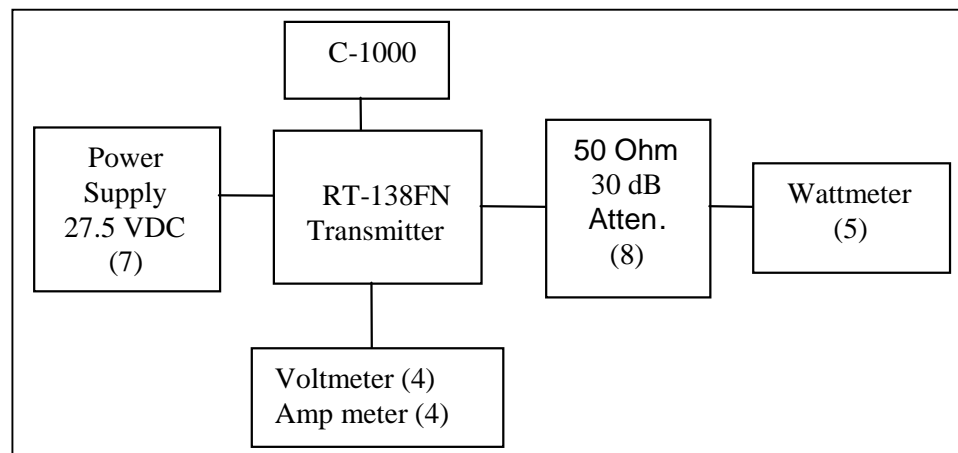 C-1000
Power
Supply
27.5 VDC
(7)
RT-138FN
Transmitter
50 Ohm
30 dB
Atten.
(8)
Wattmeter
(5)
Voltmeter (4)
Amp meter (4)